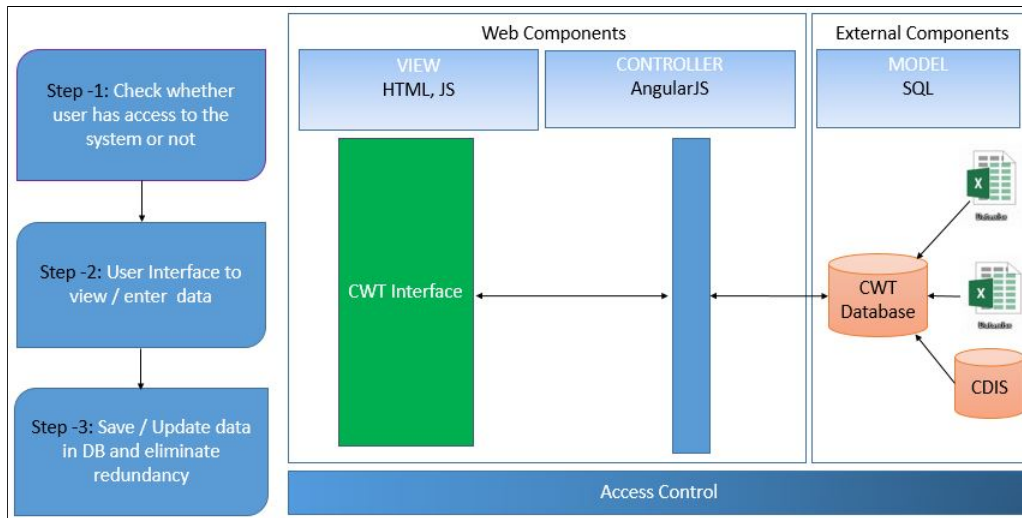 Step -1: Check whether
user has access to the
system or not
Step -2: User Interface to
view / enter  data
Step -3: Save / Update data
in DB and eliminate
redundancy
Web Components
VIEW
HTML, JS
CONTROLLER
AngularJS
CWT Interface
External Components
MODEL
SQL
CWT
Database
CDIS
Access Control